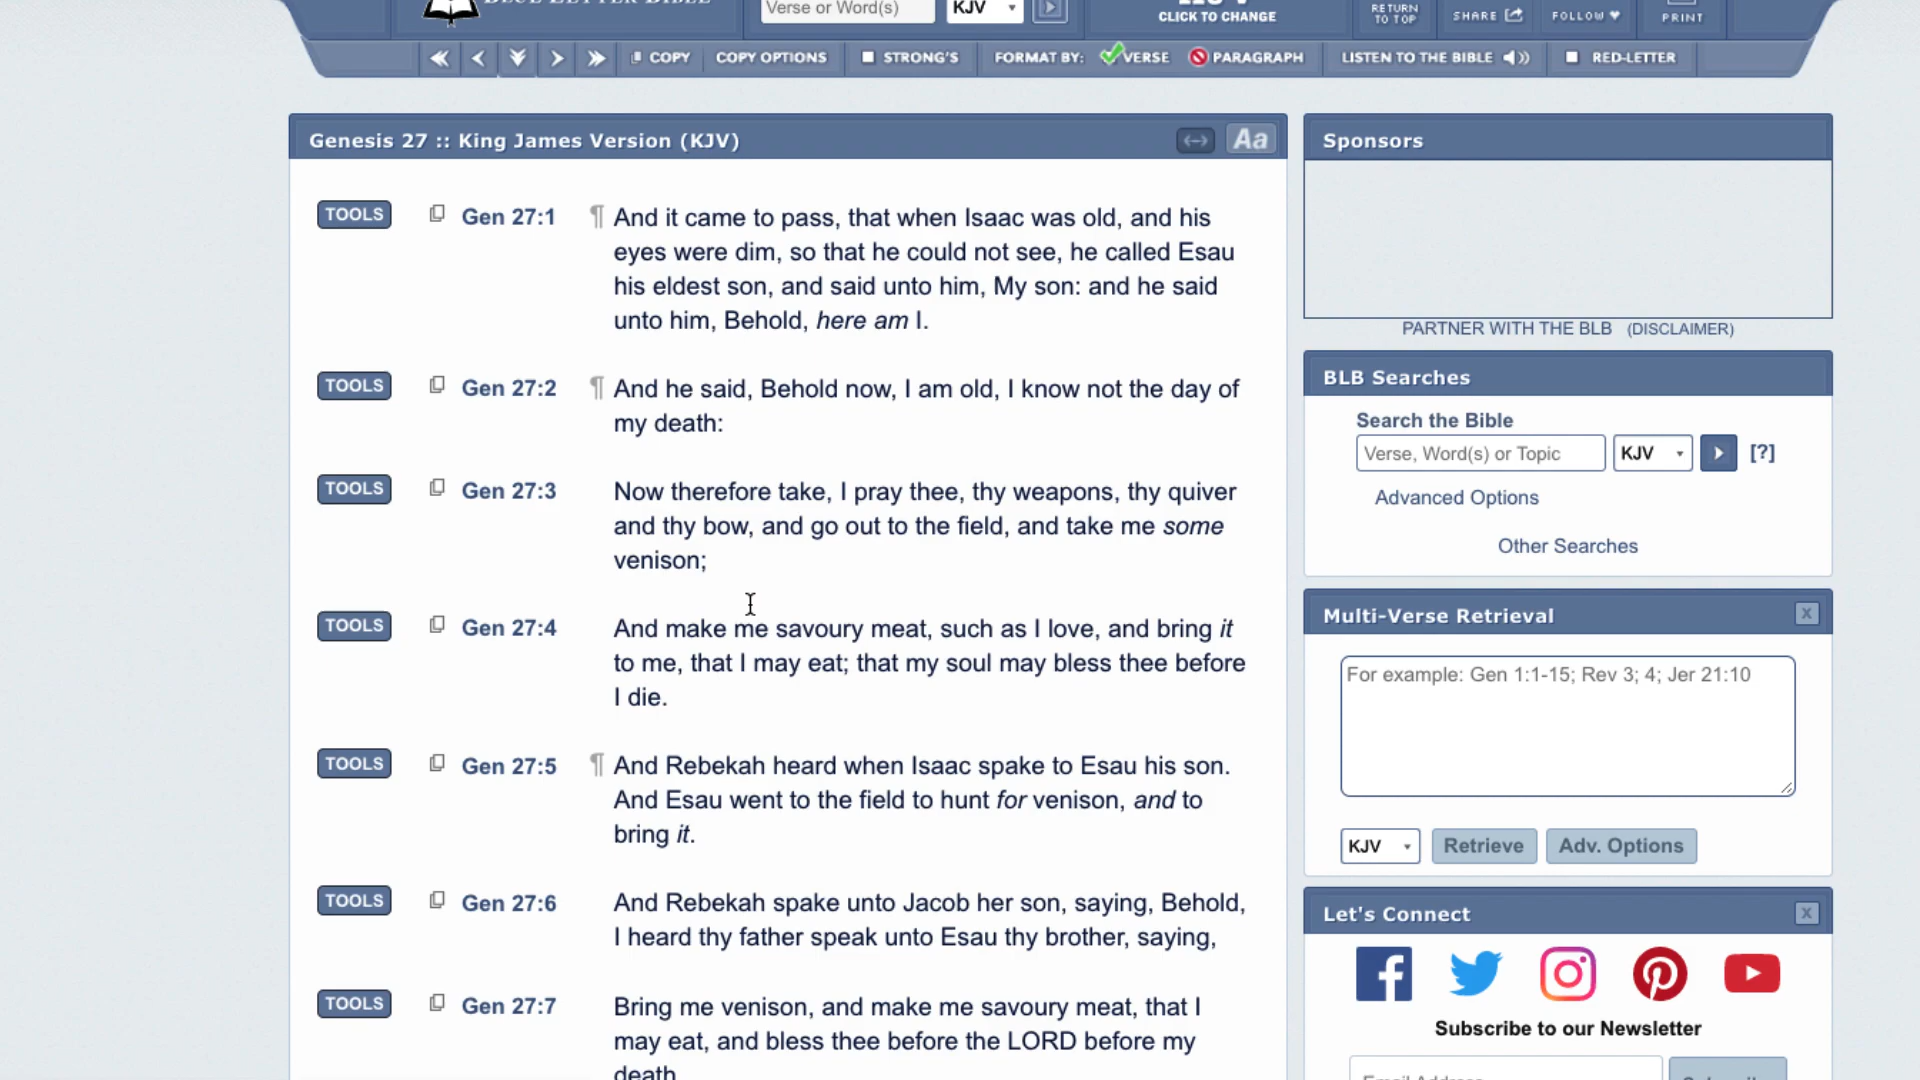 BLUE LETTER BIBLE
Verse or Word(s)
KJV
CLICK TO CHANGE
RETURN
TO TOP
SHARE
FOLLOW
PRINT
COPY
COPY OPTIONS
STRONG'S
FORMAT BY:
VERSE
PARAGRAPH
LISTEN TO THE BIBLE
RED-LETTER
Genesis 27 :: King James Version (KJV)
Aa
TOOLS
Gen 27:1
¶ And it came to pass, that when Isaac was old, and his
eyes were dim, so that he could not see, he called Esau
his eldest son, and said unto him, My son: and he said
unto him, Behold, here am I.
TOOLS
Gen 27:2
¶ And he said, Behold now, I am old, I know not the day of
my death:
TOOLS
Gen 27:3
Now therefore take, I pray thee, thy weapons, thy quiver
and thy bow, and go out to the field, and take me some
venison;
TOOLS
Gen 27:4
And make me savoury meat, such as I love, and bring it
to me, that I may eat; that my soul may bless thee before
I die.
TOOLS
Gen 27:5
¶ And Rebekah heard when Isaac spake to Esau his son.
And Esau went to the field to hunt for venison, and to
bring it.
TOOLS
Gen 27:6
And Rebekah spake unto Jacob her son, saying, Behold,
I heard thy father speak unto Esau thy brother, saying,
TOOLS
Gen 27:7
Bring me venison, and make me savoury meat, that I
may eat, and bless thee before the LORD before my
death
Sponsors
PARTNER WITH THE BLB (DISCLAIMER)
BLB Searches
Search the Bible
Verse, Word(s) or Topic
KJV
[?]
Advanced Options
Other Searches
Multi-Verse Retrieval
X
For example: Gen 1:1-15; Rev 3; 4; Jer 21:10
KJV
Retrieve
Adv. Options
Let's Connect
X
Subscribe to our Newsletter
Email Address